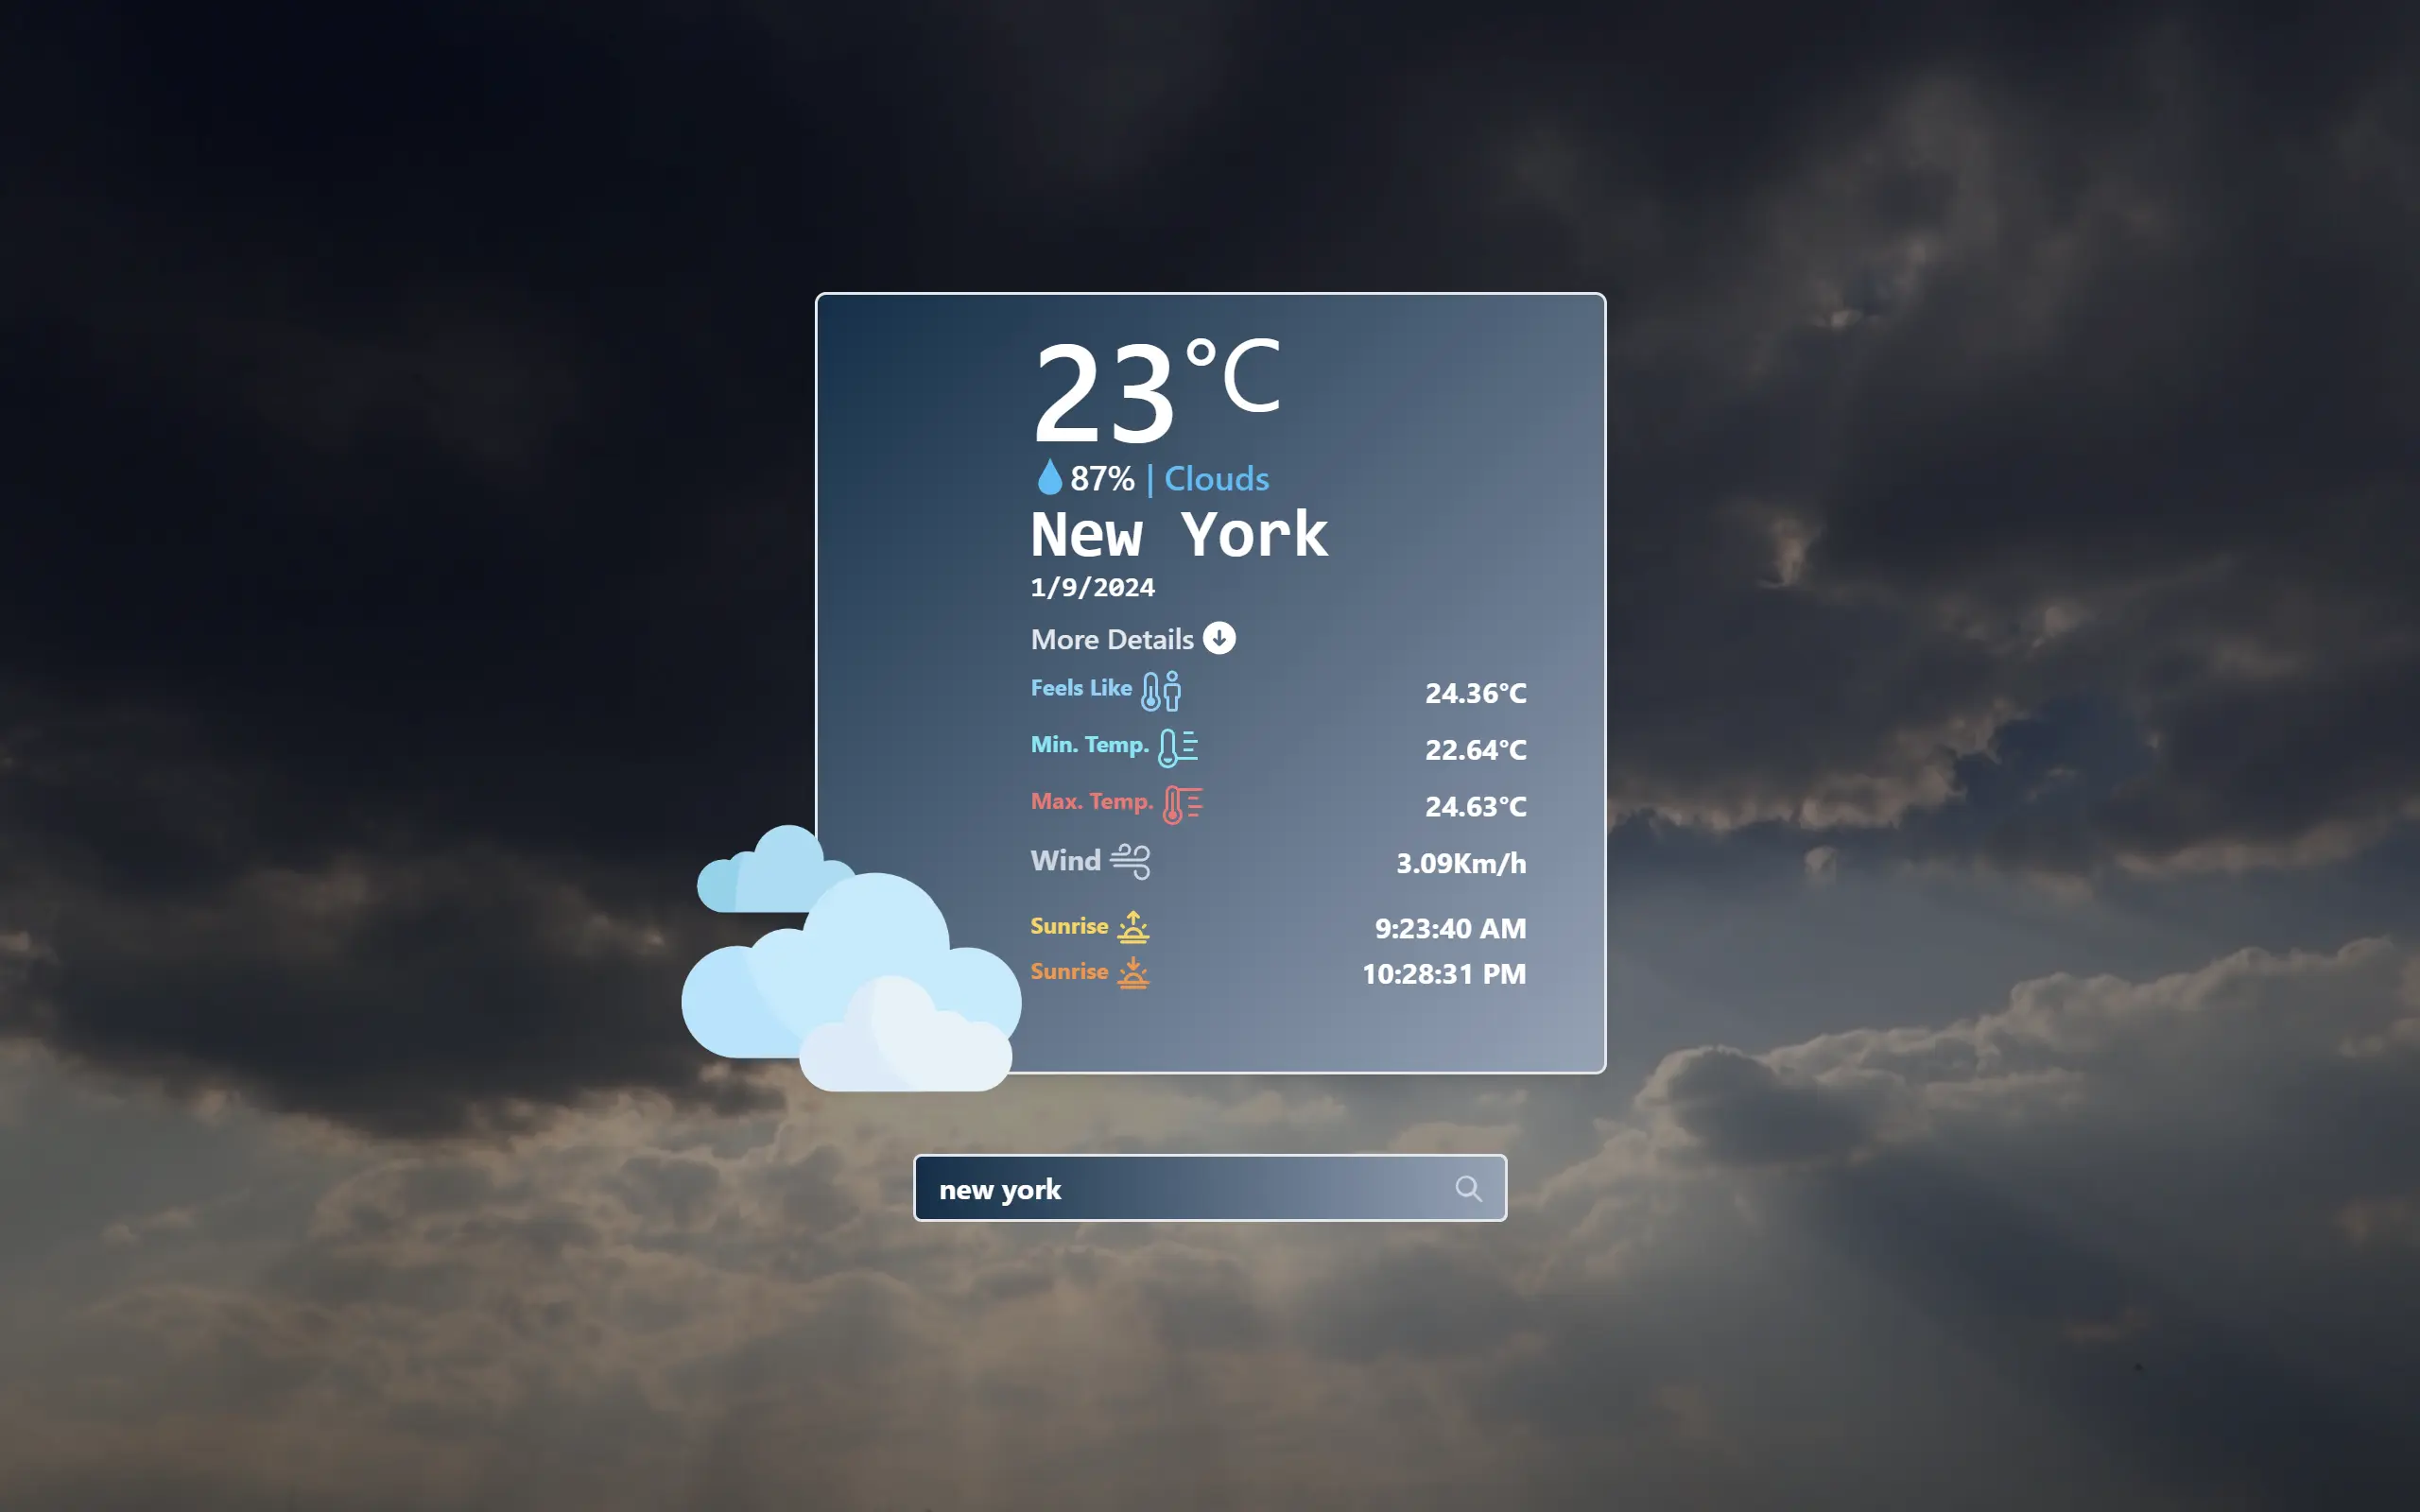 23°C
87% | Clouds
New York
1/9/2024
More Details
Feels Like 24.36°C
Min. Temp. 22.64°C
Max. Temp. 24.63°C
Wind 3.09Km/h
Sunrise 9:23:40 AM
Sunrise 10:28:31 PM
new york